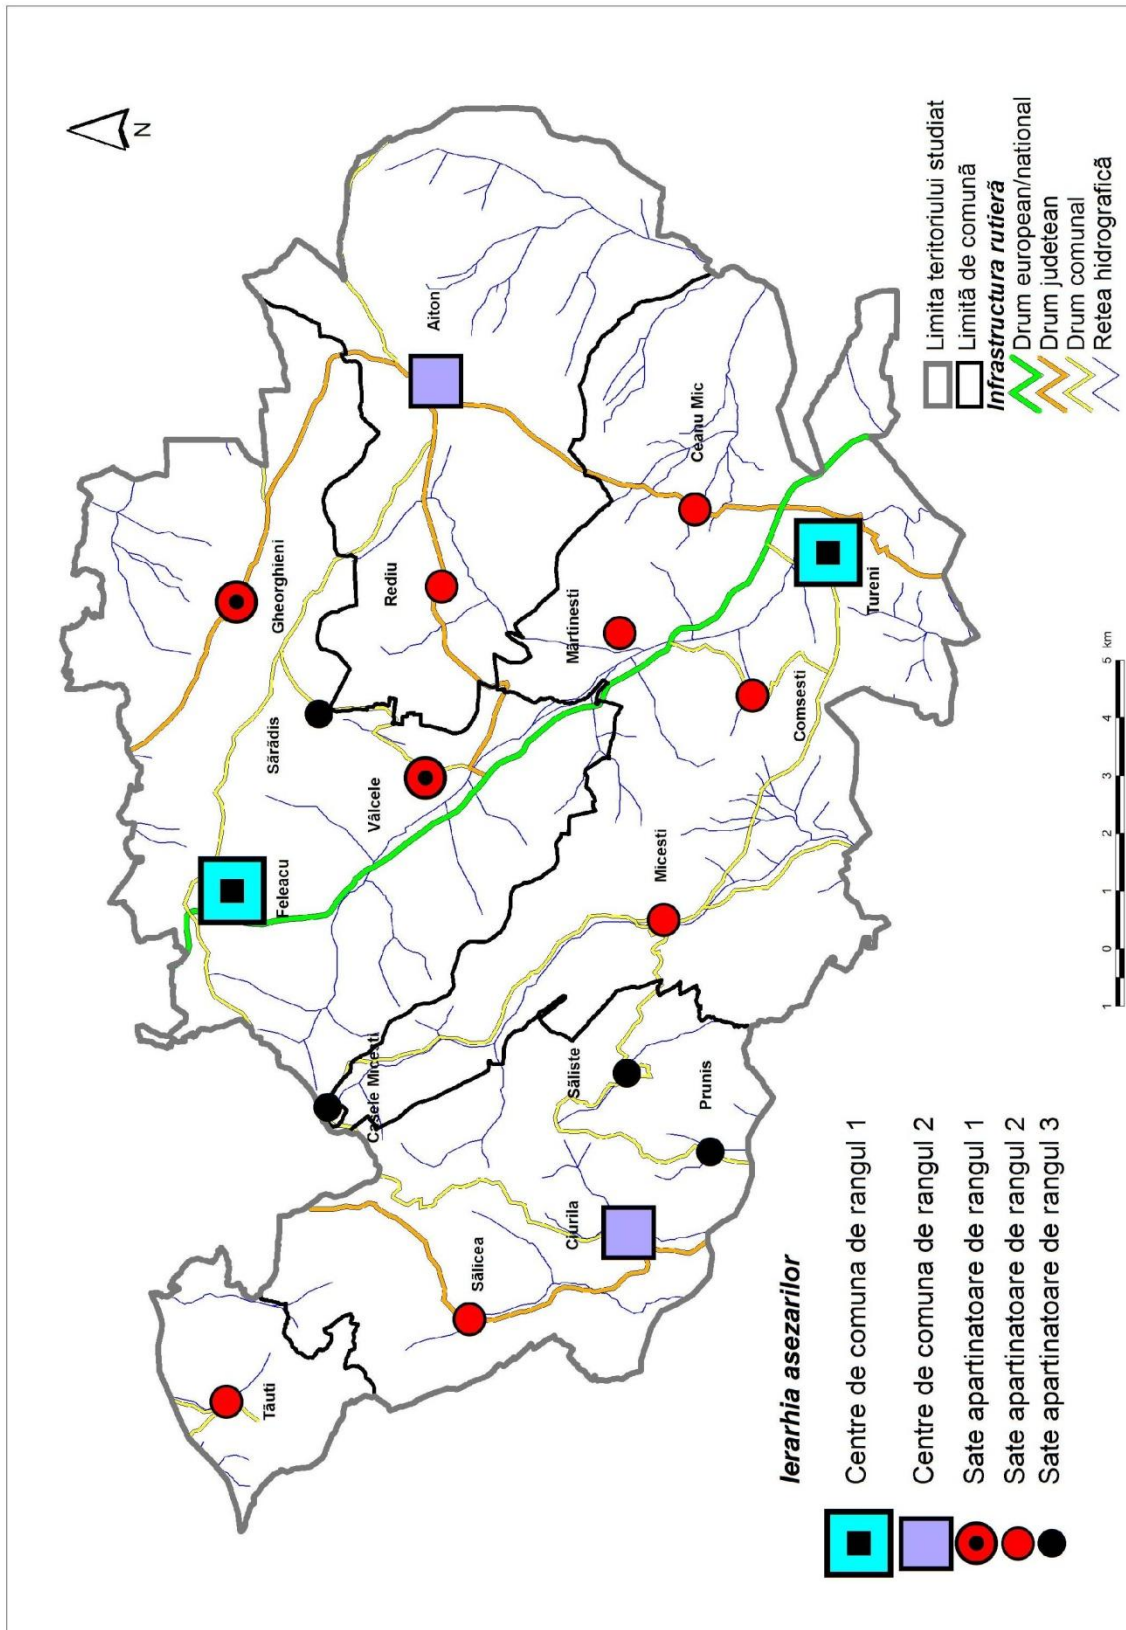 N
Gheorghieni
Aiton
Feleacu
Sărădis
Rediu
Vâlcele
Tăuti
Casele Micesti
Sălicea
Mărtinesti
Ceanu Mic
Ciurila
Săliste
Micesti
Prunis
Comsesti
Tureni
Ierarhia asezarilor
Centre de comuna de rangul 1
Centre de comuna de rangul 2
Sate apartinatoare de rangul 1
Sate apartinatoare de rangul 2
Sate apartinatoare de rangul 3
1 0 1 2 3 4 5 km
Limita teritoriului studiat
Limită de comună
Infrastructura rutieră
Drum european/national
Drum judetean
Drum comunal
Retea hidrografică